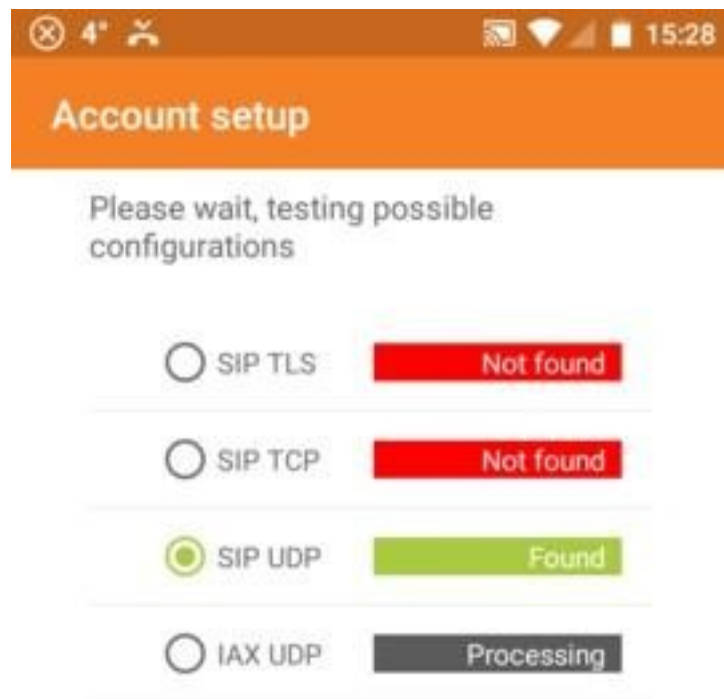 4° 15:28
Account setup
Please wait, testing possible
configurations
SIP TLS Not found
SIP TCP Not found
SIP UDP Found
IAX UDP Processing